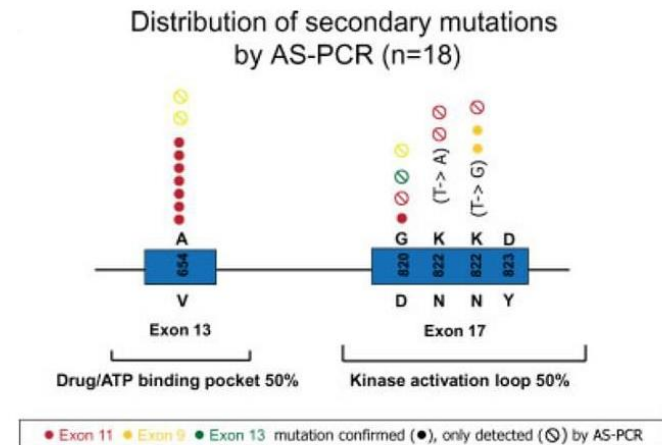 Distribution of secondary mutations
by AS-PCR (n=18)
(T-> A)
(T-> G)
A
G K K D
654
820 822 822 823
V
D N N Y
Exon 13
Exon 17
Drug/ATP binding pocket 50%
Kinase activation loop 50%
● Exon 11 ● Exon 9 ● Exon 13 mutation confirmed (●), only detected (⃠) by AS-PCR